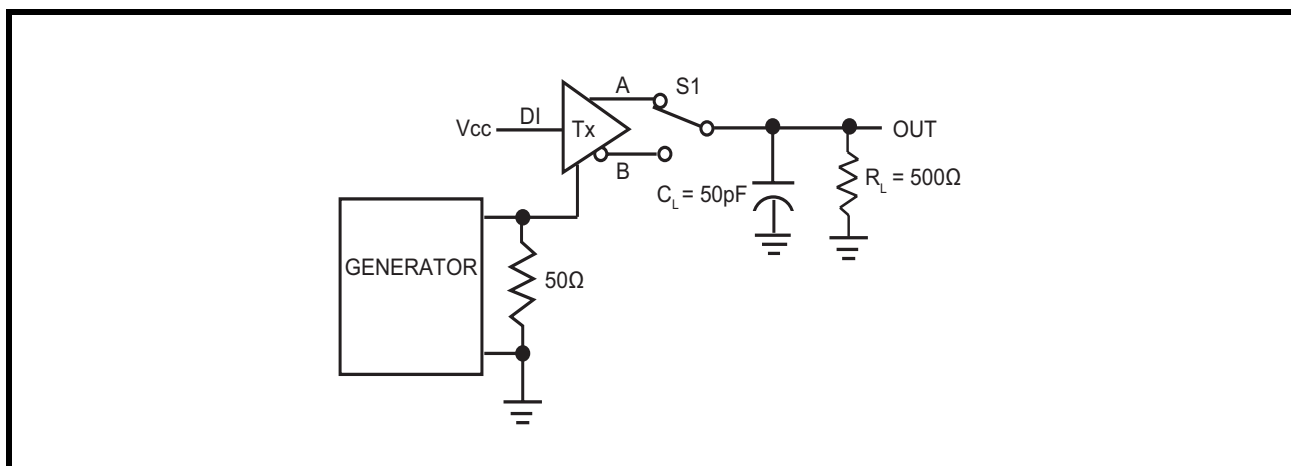 A
S1
DI
Vcc
Tx
OUT
B
C_L = 50pF
R_L = 500Ω
GENERATOR
50Ω